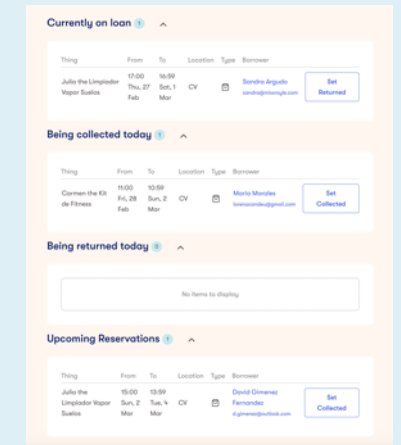 Currently on loan 1
Thing From To Location Type Borrower
Julia the Limpiador Vapor Suelos 17:00 Thu, 27 Feb 16:59 Sat, 1 Mar CV Sandra Argudo Set Returned
Being collected today 1
Thing From To Location Type Borrower
Carmen the Kit de Fitness 11:00 Fri, 28 Feb 10:59 Sun, 2 Mar CV Maria Morales Set Collected
Being returned today 0
No items to display
Upcoming Reservations 1
Thing From To Location Type Borrower
Julia the Limpiador Vapor Suelos 15:00 Sun, 2 Mar 13:59 Tue, 4 Mar CV David Gimenez Fernandez d.gimenez@outlook.com Set Collected